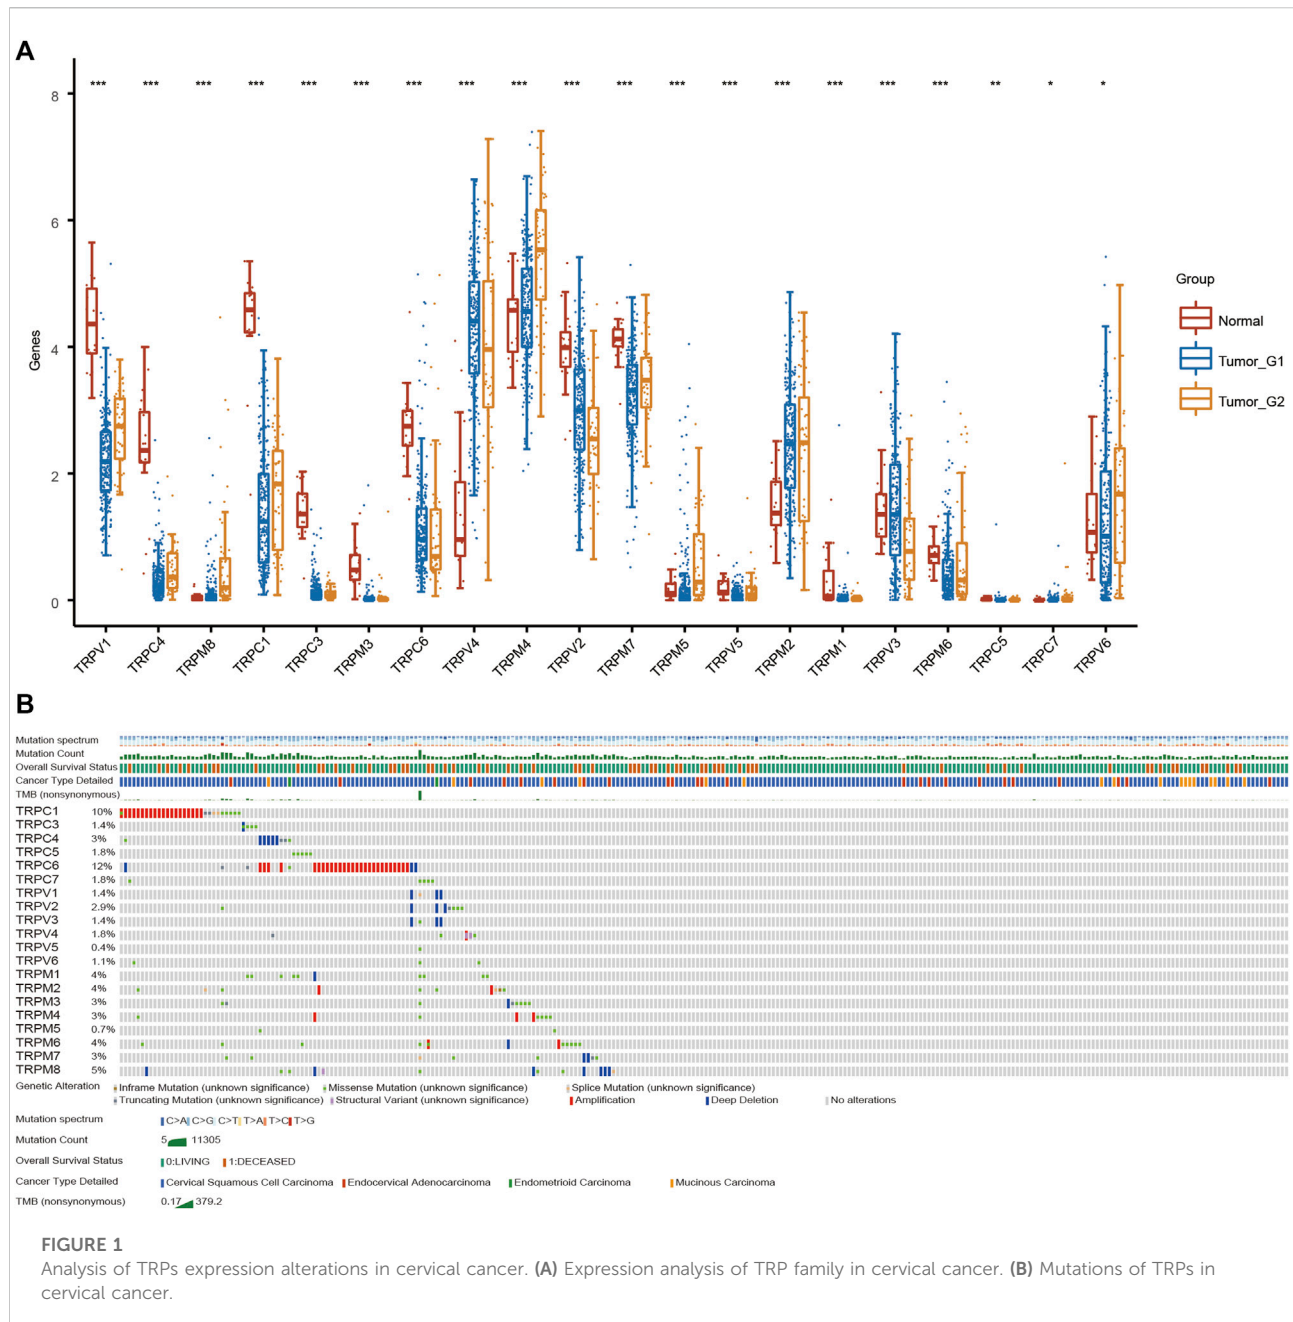 A
*** *** *** *** *** *** *** *** *** *** *** *** *** *** *** *** *** ** * *
8
6
4
2
0
Genes
TRPV1 TRPC4 TRPM8 TRPC1 TRPC3 TRPM3 TRPC6 TRPV4 TRPM4 TRPV2 TRPM7 TRPM5 TRPV5 TRPM2 TRPM1 TRPV3 TRPM6 TRPC5 TRPC7 TRPV6
Group
Normal
Tumor_G1
Tumor_G2
B
Mutation spectrum
Mutation Count
Overall Survival Status
Cancer Type Detailed
TMB (nonsynonymous)
TRPC1 10%
TRPC3 1.4%
TRPC4 3%
TRPC5 1.8%
TRPC6 12%
TRPC7 1.8%
TRPV1 1.4%
TRPV2 2.9%
TRPV3 1.4%
TRPV4 1.8%
TRPV5 0.4%
TRPV6 1.1%
TRPM1 4%
TRPM2 4%
TRPM3 3%
TRPM4 3%
TRPM5 0.7%
TRPM6 4%
TRPM7 3%
TRPM8 5%
Genetic Alteration Inframe Mutation (unknown significance) Missense Mutation (unknown significance) Splice Mutation (unknown significance)
Truncating Mutation (unknown significance) Structural Variant (unknown significance) Amplification Deep Deletion No alterations
Mutation spectrum C>A C>G C>T T>A T>C T>G
Mutation Count 5 11305
Overall Survival Status 0:LIVING 1:DECEASED
Cancer Type Detailed Cervical Squamous Cell Carcinoma Endocervical Adenocarcinoma Endometrioid Carcinoma Mucinous Carcinoma
TMB (nonsynonymous) 0.17 379.2
FIGURE 1
Analysis of TRPs expression alterations in cervical cancer. (A) Expression analysis of TRP family in cervical cancer. (B) Mutations of TRPs in
cervical cancer.